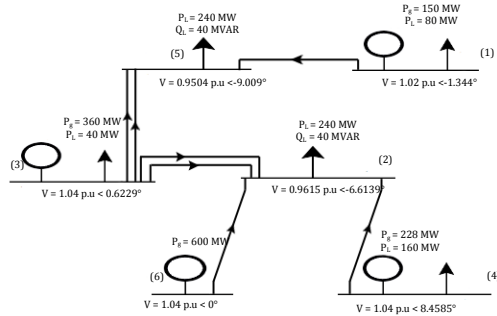 P_L = 240 MW
Q_L = 40 MVAR
(5)
P_g = 150 MW
P_L = 80 MW
(1)
V = 0.9504 p.u <-9.009°
V = 1.02 p.u <-1.344°
P_g = 360 MW
P_L = 40 MW
(3)
P_L = 240 MW
Q_L = 40 MVAR
(2)
V = 1.04 p.u < 0.6229°
V = 0.9615 p.u <-6.6139°
P_g = 600 MW
(6)
P_g = 228 MW
P_L = 160 MW
(4
V = 1.04 p.u < 0°
V = 1.04 p.u < 8.4585°